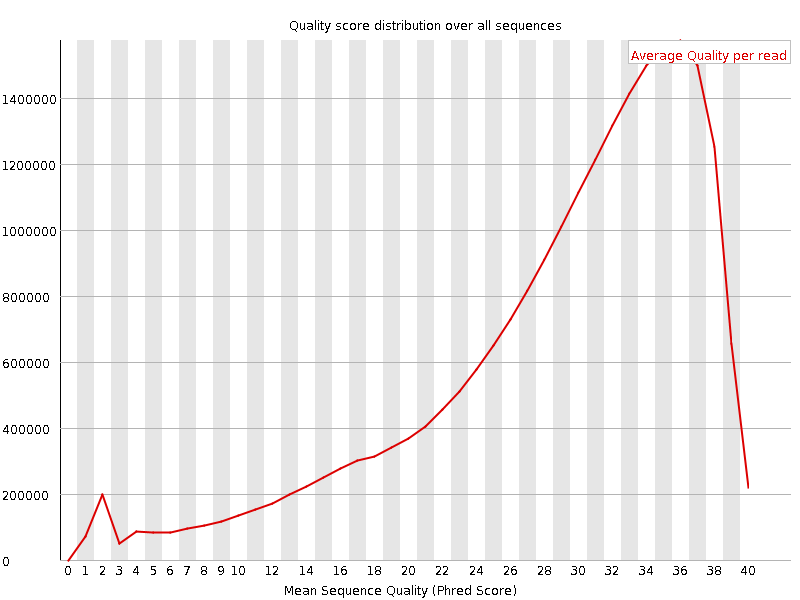 Quality score distribution over all sequences
Average Quality per read
1400000
1200000
1000000
800000
600000
400000
200000
0
0 1 2 3 4 5 6 7 8 9 10 12 14 16 18 20 22 24 26 28 30 32 34 36 38 40
Mean Sequence Quality (Phred Score)